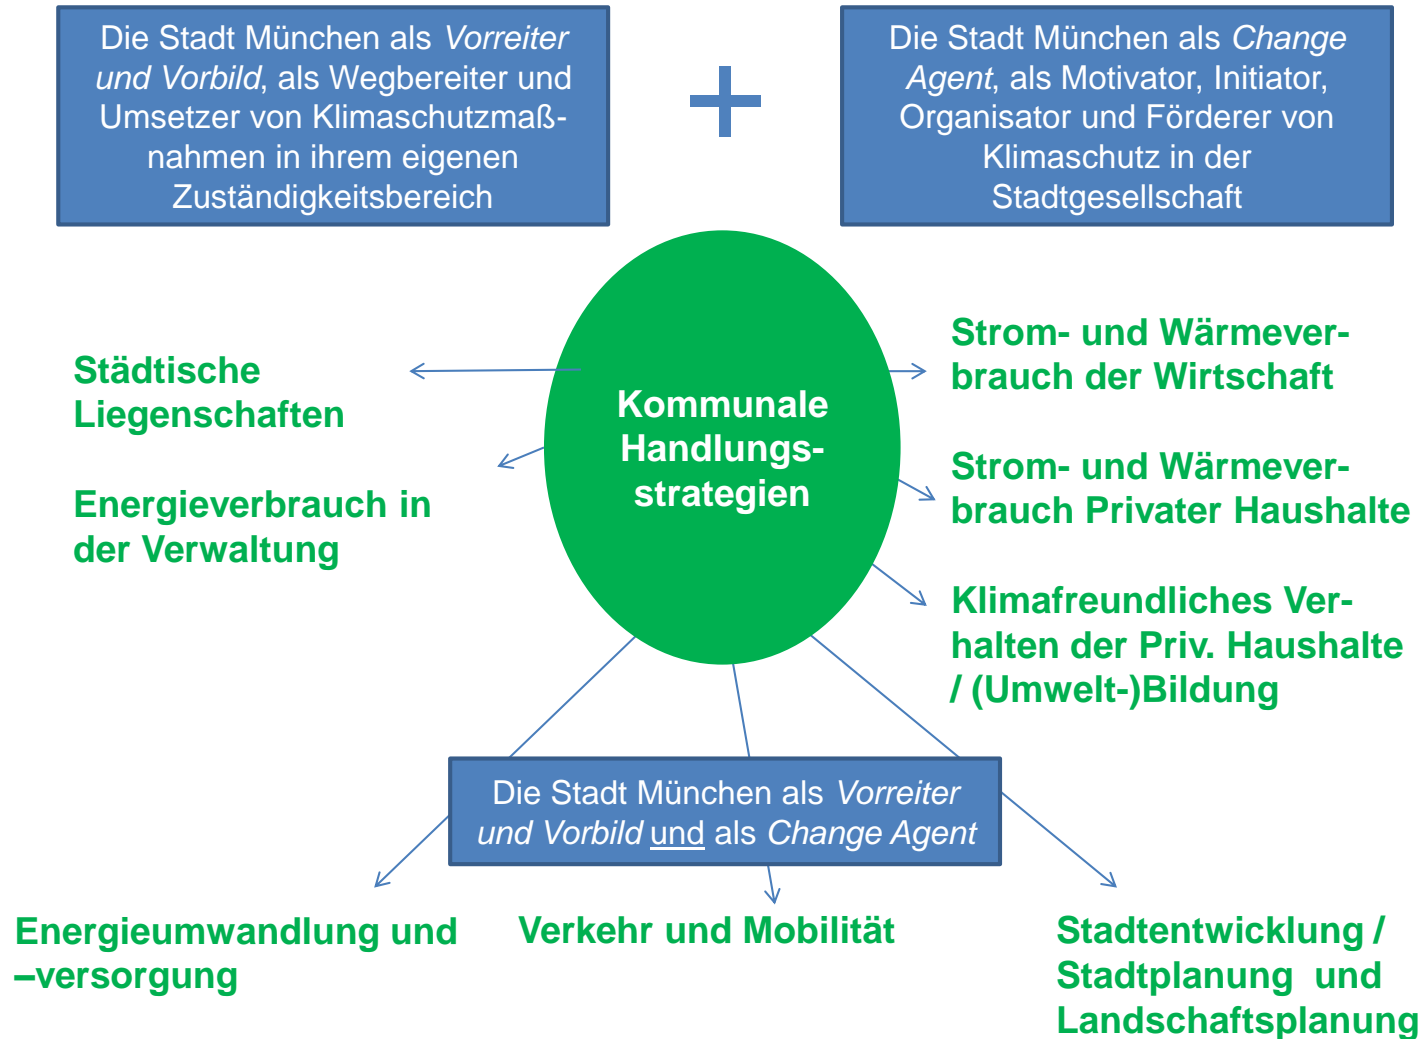 Die Stadt München als Vorreiter
und Vorbild, als Wegbereiter und
Umsetzer von Klimaschutzmaß-
nahmen in ihrem eigenen
Zuständigkeitsbereich
+
Die Stadt München als Change
Agent, als Motivator, Initiator,
Organisator und Förderer von
Klimaschutz in der
Stadtgesellschaft
Kommunale
Handlungs-
strategien
Städtische
Liegenschaften
Energieverbrauch in
der Verwaltung
Strom- und Wärmever-
brauch der Wirtschaft
Strom- und Wärmever-
brauch Privater Haushalte
Klimafreundliches Ver-
halten der Priv. Haushalte
/ (Umwelt-)Bildung
Die Stadt München als Vorreiter
und Vorbild und als Change Agent
Energieumwandlung und
–versorgung
Verkehr und Mobilität
Stadtentwicklung /
Stadtplanung und
Landschaftsplanung